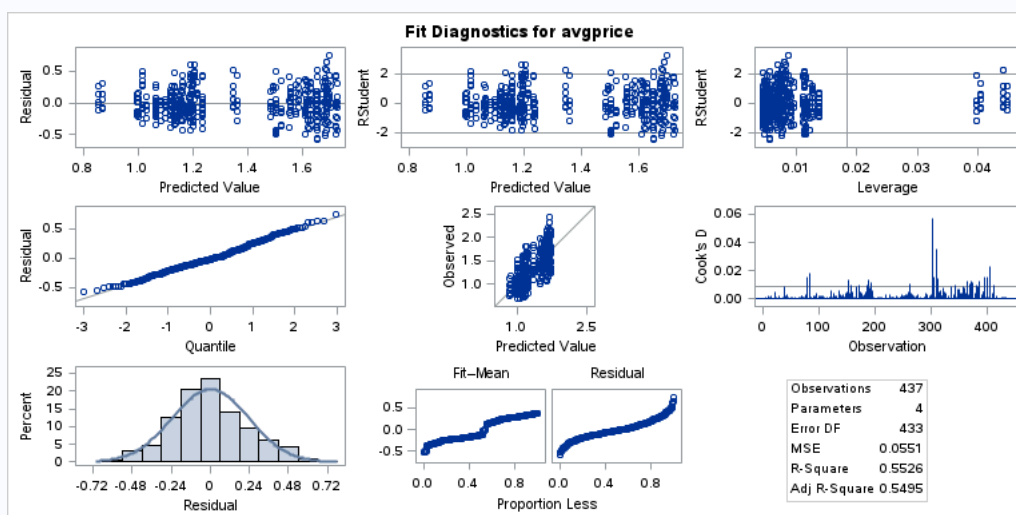 Fit Diagnostics for avgprice
Residual
0.5
0.0
-0.5
0.8 1.0 1.2 1.4 1.6
Predicted Value
RStudent
2
0
-2
0.8 1.0 1.2 1.4 1.6
Predicted Value
RStudent
2
0
-2
0.01 0.02 0.03 0.04
Leverage
Residual
0.5
0.0
-0.5
-3 -2 -1 0 1 2 3
Quantile
Observed
2.5
2.0
1.5
1.0
1.0 2.5
Predicted Value
Cook's D
0.06
0.04
0.02
0.00
0 100 200 300 400
Observation
Percent
25
20
15
10
5
0
-0.72 -0.48 -0.24 0 0.24 0.48 0.72
Residual
Fit–Mean Residual
0.5
0.0
-0.5
0.0 0.4 0.8 0.0 0.4 0.8
Proportion Less
Observations 437
Parameters 4
Error DF 433
MSE 0.0551
R-Square 0.5526
Adj R-Square 0.5495